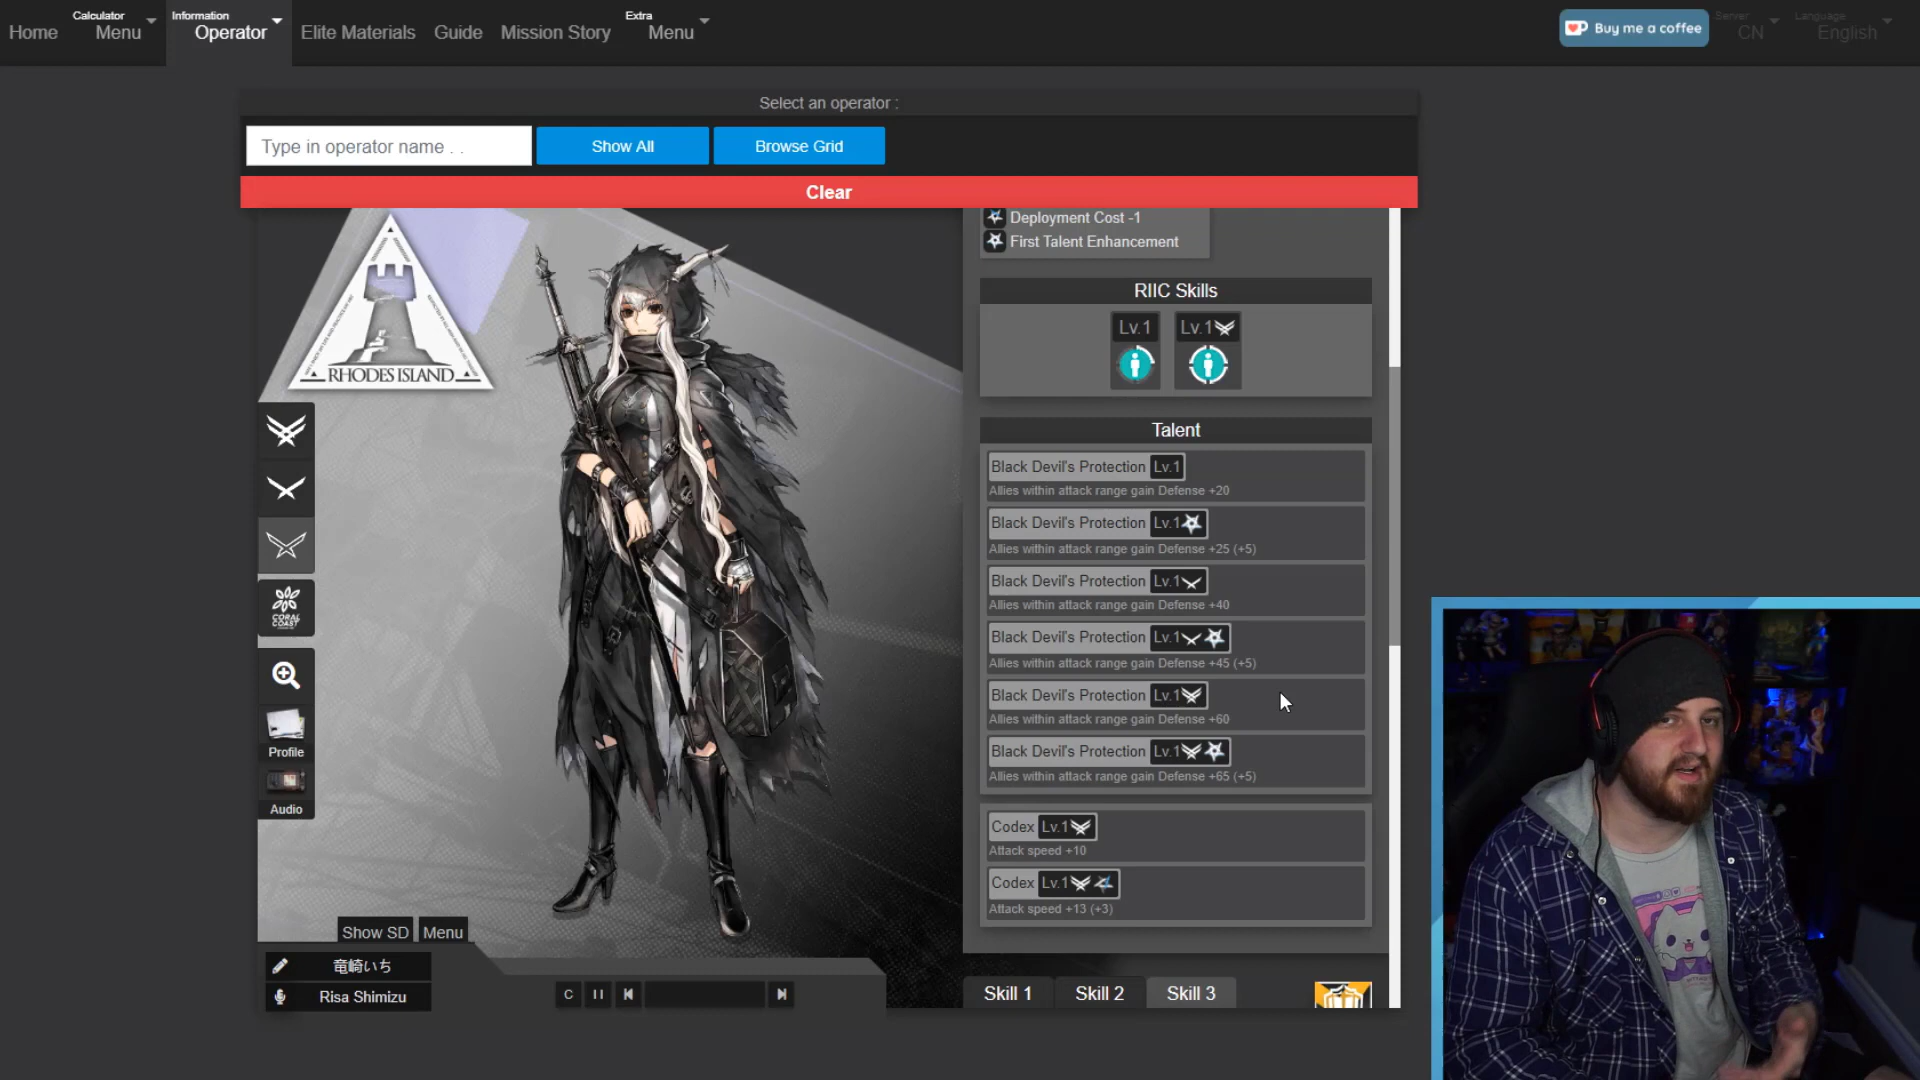 Home
Calculator
Menu
Information
Operator
Elite Materials
Guide
Mission Story
Extra
Menu
Buy me a coffee
Server
CN
Language
English
Select an operator :
Type in operator name . .
Show All
Browse Grid
Clear
RHODES ISLAND
CORAL
COAST
Profile
Audio
Show SD
Menu
竜崎いち
Risa Shimizu
C
Deployment Cost -1
First Talent Enhancement
RIIC Skills
Lv.1
Lv.1
Talent
Black Devil's Protection Lv.1
Allies within attack range gain Defense +20
Black Devil's Protection Lv.1
Allies within attack range gain Defense +25 (+5)
Black Devil's Protection Lv.1
Allies within attack range gain Defense +40
Black Devil's Protection Lv.1
Allies within attack range gain Defense +45 (+5)
Black Devil's Protection Lv.1
Allies within attack range gain Defense +60
Black Devil's Protection Lv.1
Allies within attack range gain Defense +65 (+5)
Codex Lv.1
Attack speed +10
Codex Lv.1
Attack speed +13 (+3)
Skill 1
Skill 2
Skill 3